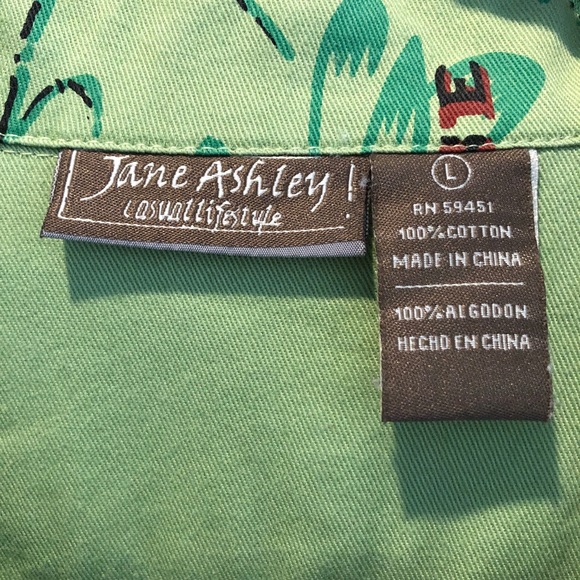 Jane Ashley
casuallifestyle
L
RN 59451
100% COTTON
MADE IN CHINA
100% ALGODON
HECHO EN CHINA